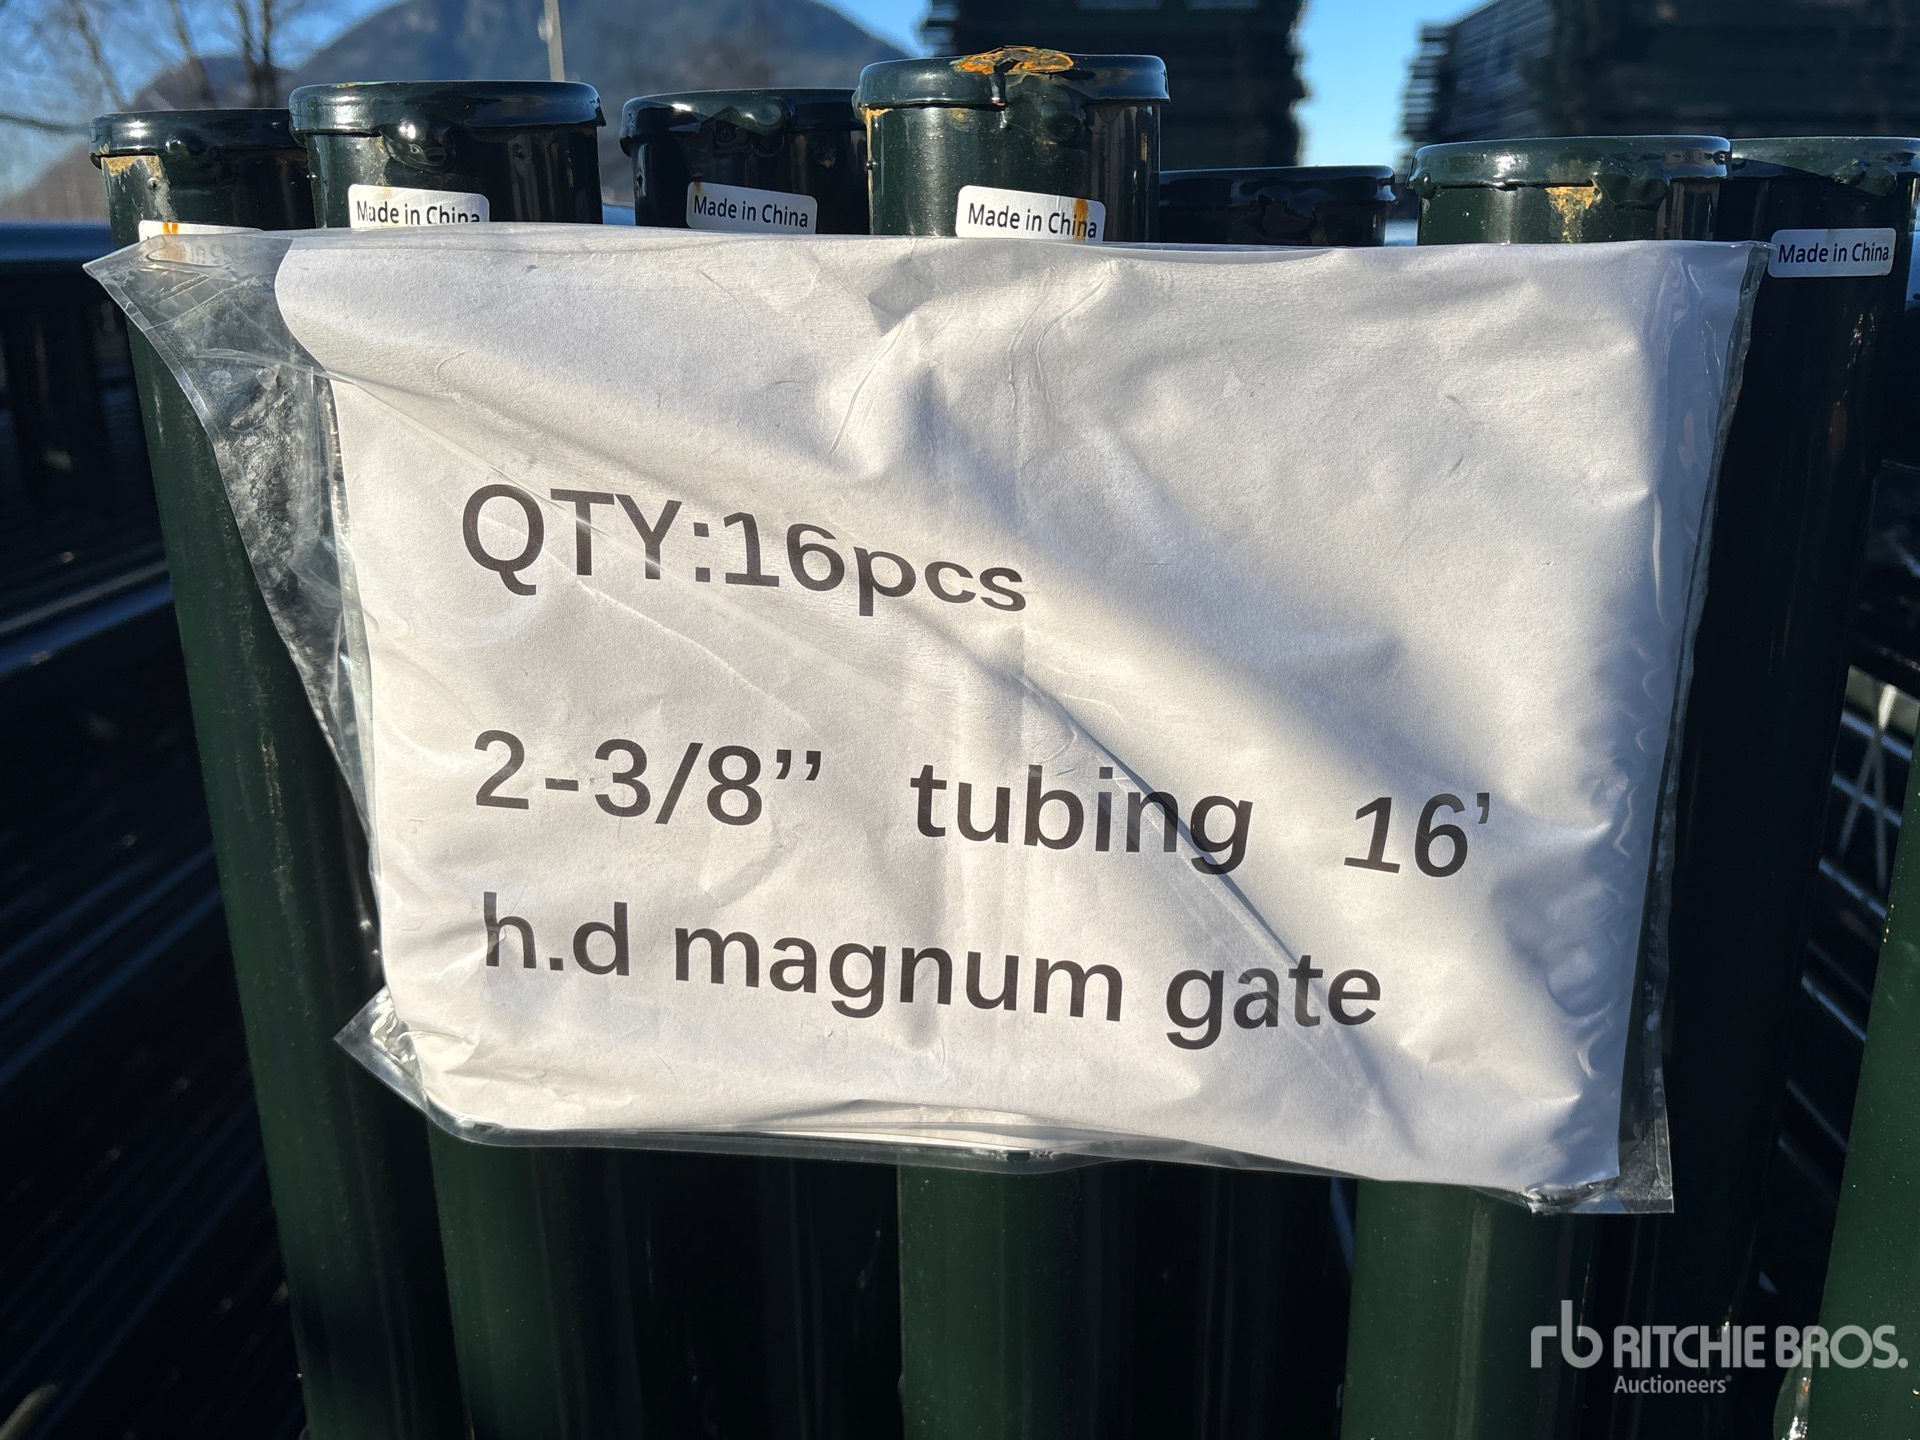 Made in China
Made in China
Made in China
Made in China
QTY:16pcs
2-3/8’’ tubing 16’
h.d magnum gate
rb RITCHIE BROS.
Auctioneers®